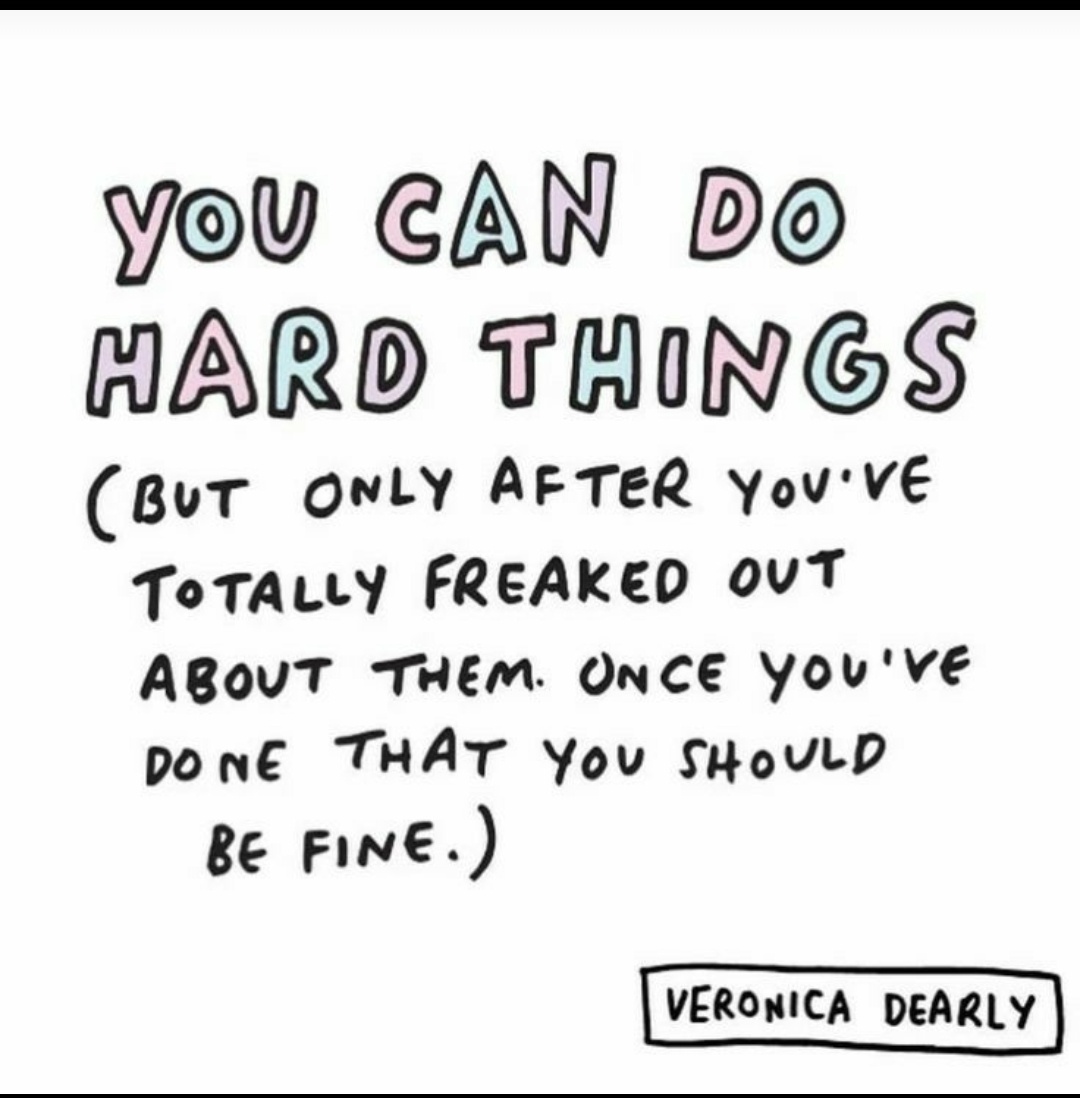 YOU CAN DO
HARD THINGS
(BUT ONLY AFTER YOU'VE
TOTALLY FREAKED OUT
ABOUT THEM. ONCE YOU'VE
DONE THAT YOU SHOULD
BE FINE.)
VERONICA DEARLY